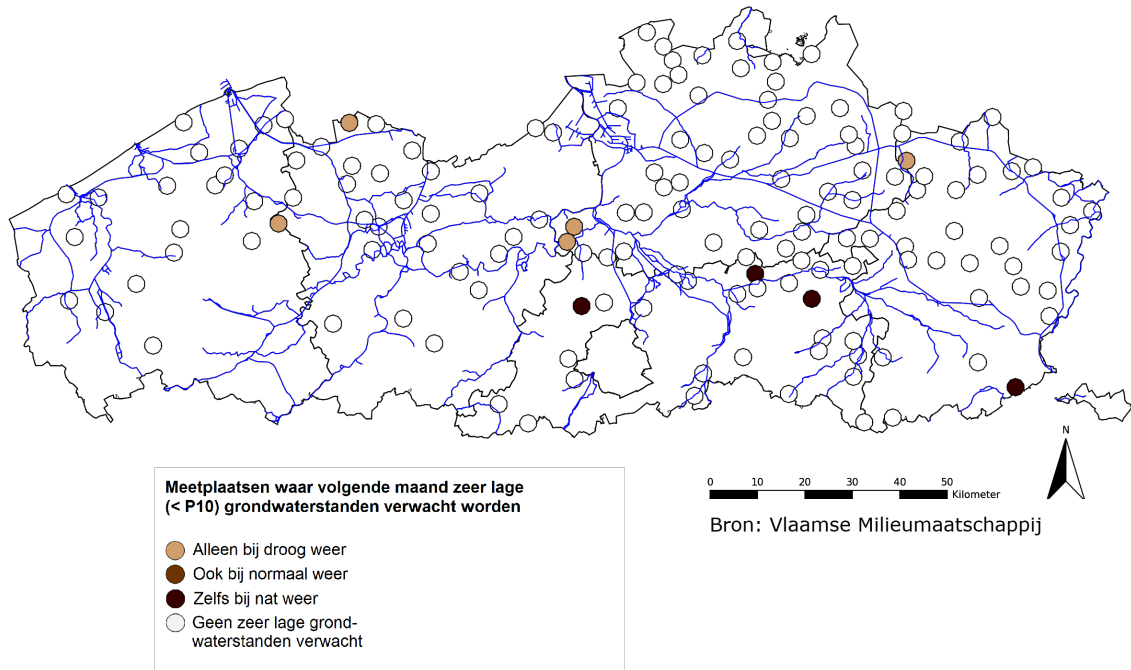 N
0 10 20 30 40 50 Kilometer
Bron: Vlaamse Milieumaatschappij
Meetplaatsen waar volgende maand zeer lage
(< P10) grondwaterstanden verwacht worden
Alleen bij droog weer
Ook bij normaal weer
Zelfs bij nat weer
Geen zeer lage grond-
waterstanden verwacht